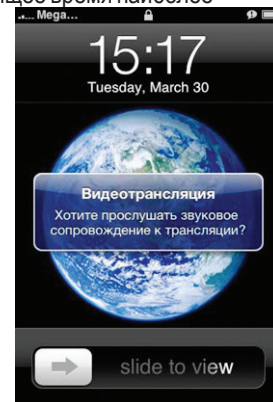 .... Mega...
15:17
Tuesday, March 30
Видеотрансляция
Хотите прослушать звуковое
сопровождение к трансляции?
slide to view